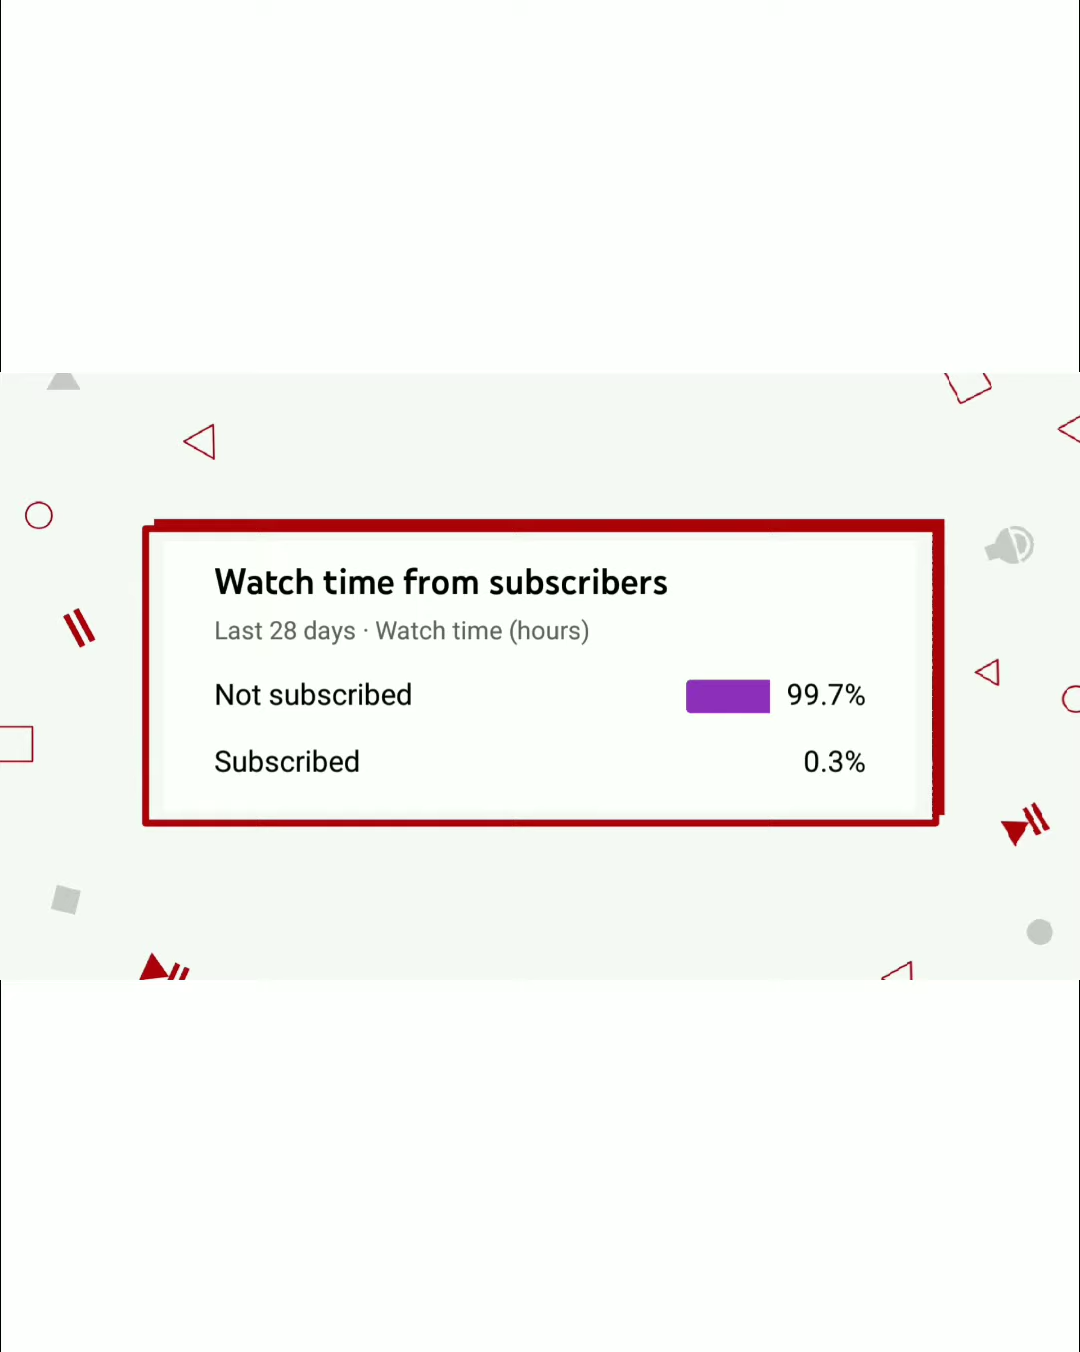 Watch time from subscribers
Last 28 days · Watch time (hours)
Not subscribed 99.7%
Subscribed 0.3%